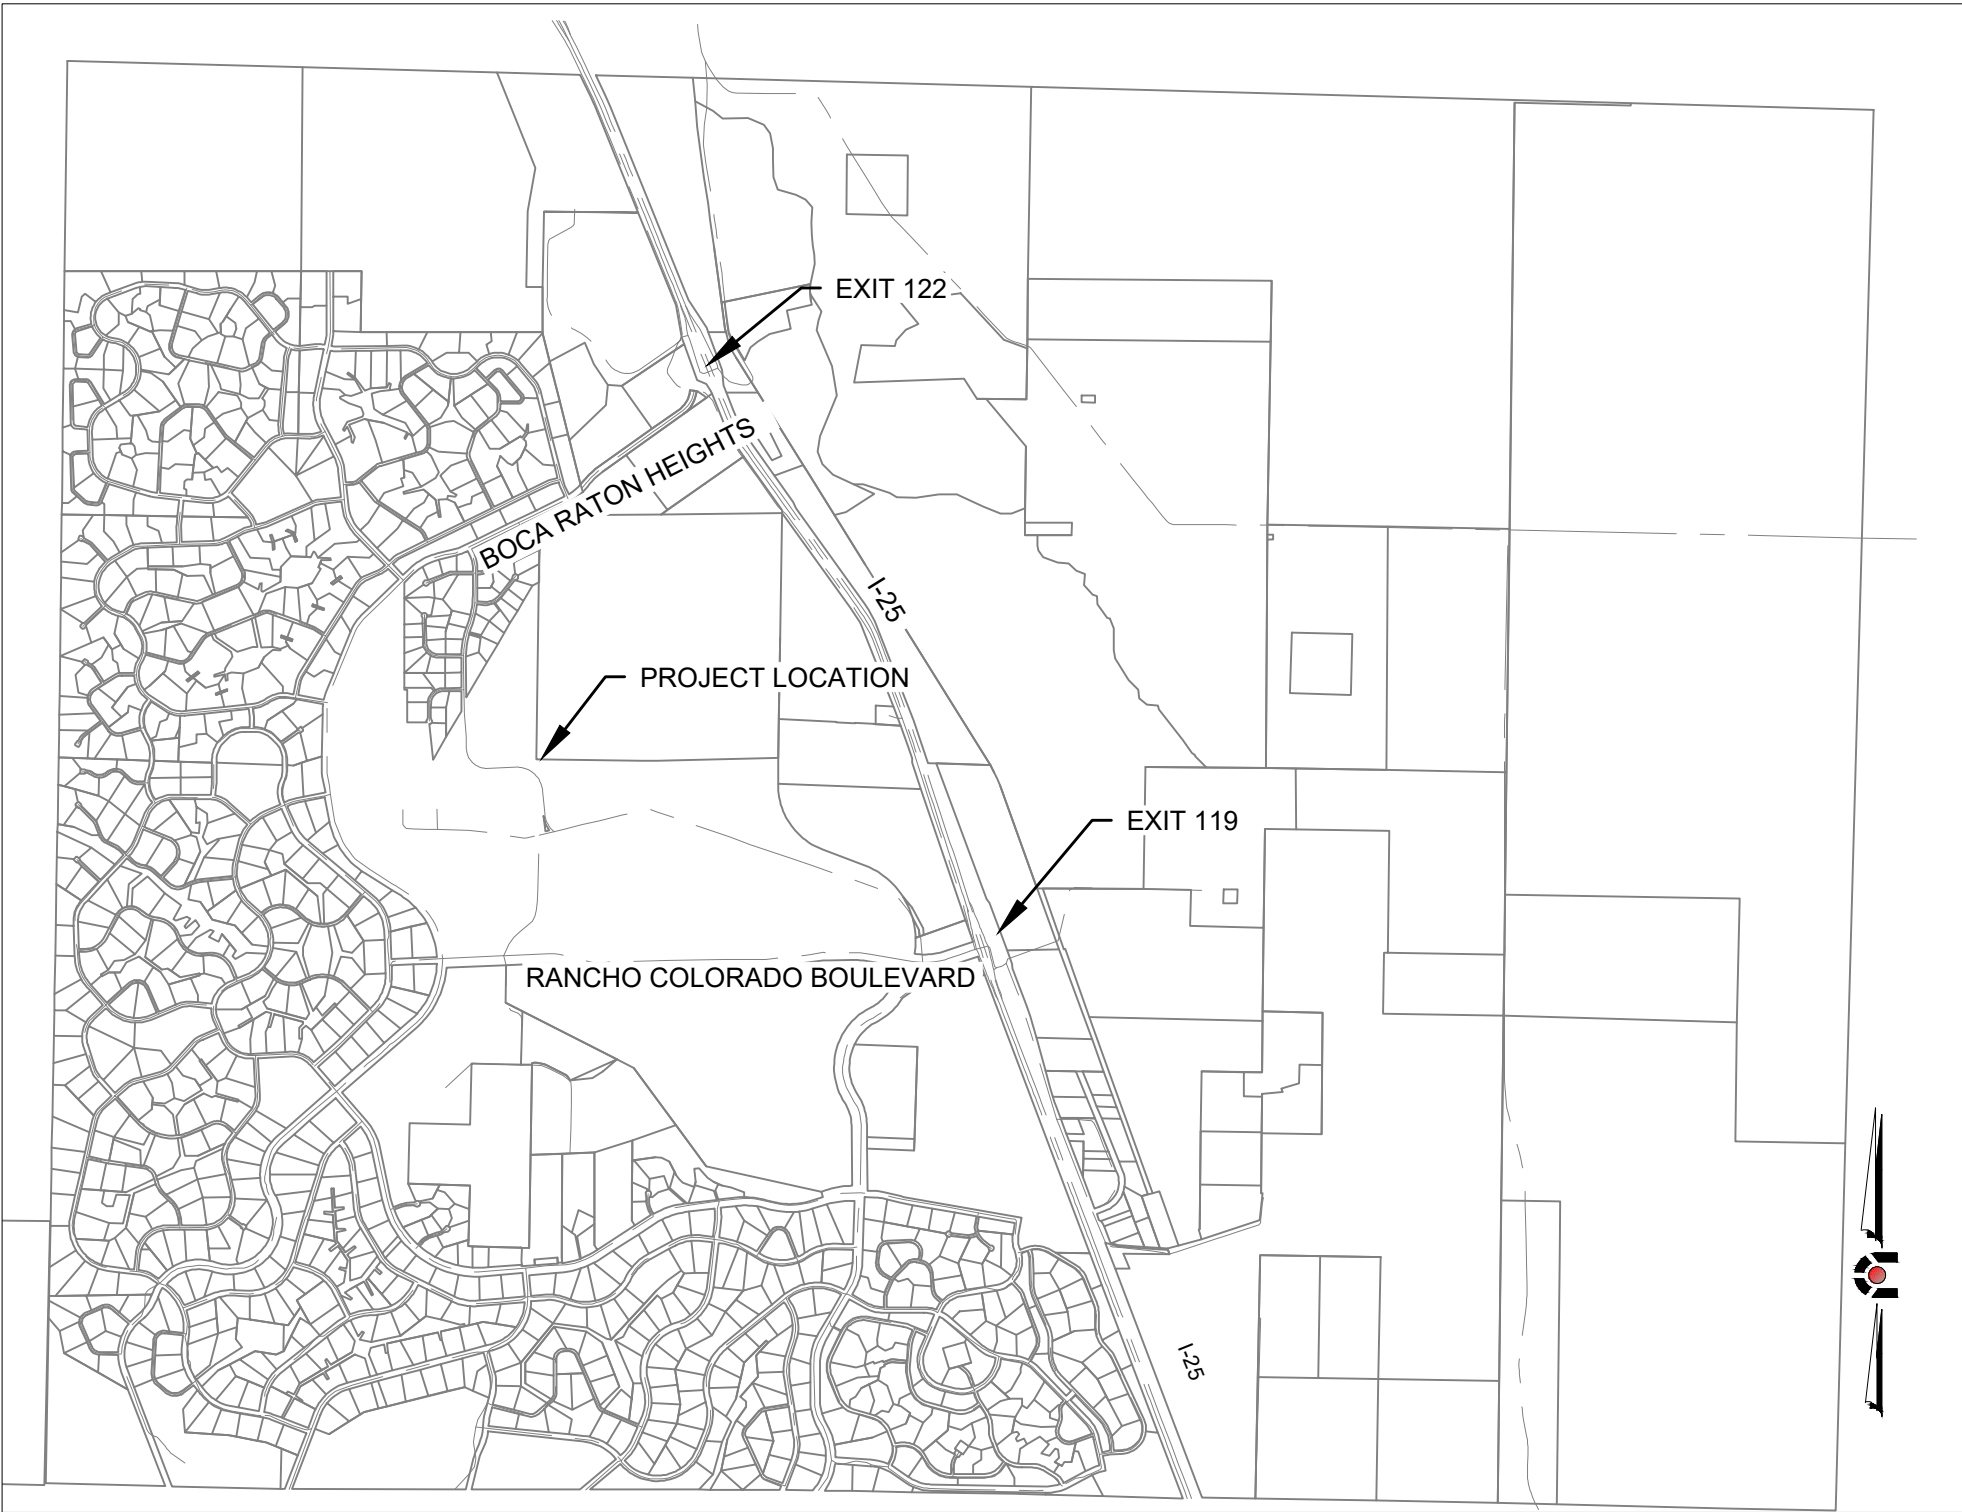 EXIT 122
BOCA RATON HEIGHTS
I-25
PROJECT LOCATION
EXIT 119
RANCHO COLORADO BOULEVARD
I-25